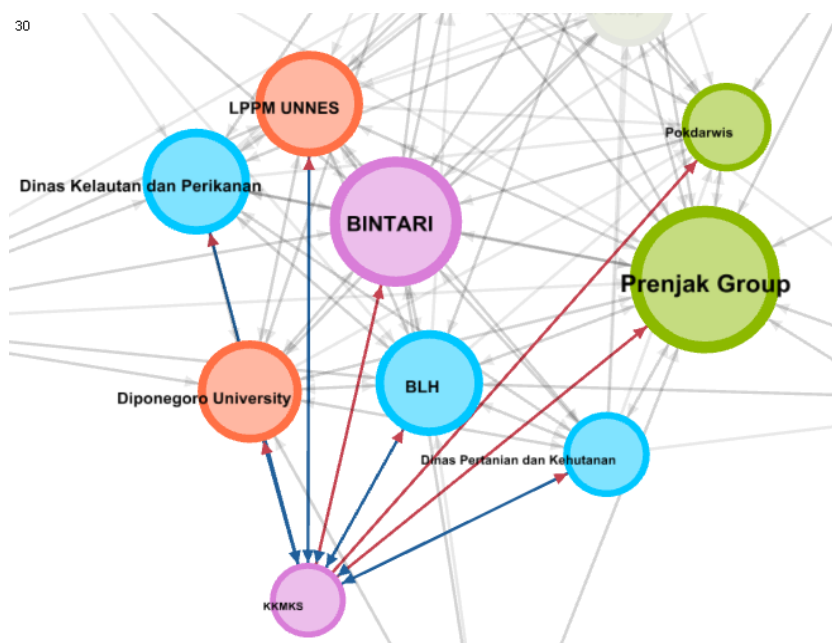 30
LPPM UNNES
Pokdarwis
Dinas Kelautan dan Perikanan
BINTARI
Prenjak Group
BLH
Diponegoro University
Dinas Pertanian dan Kehutanan
KKMKS